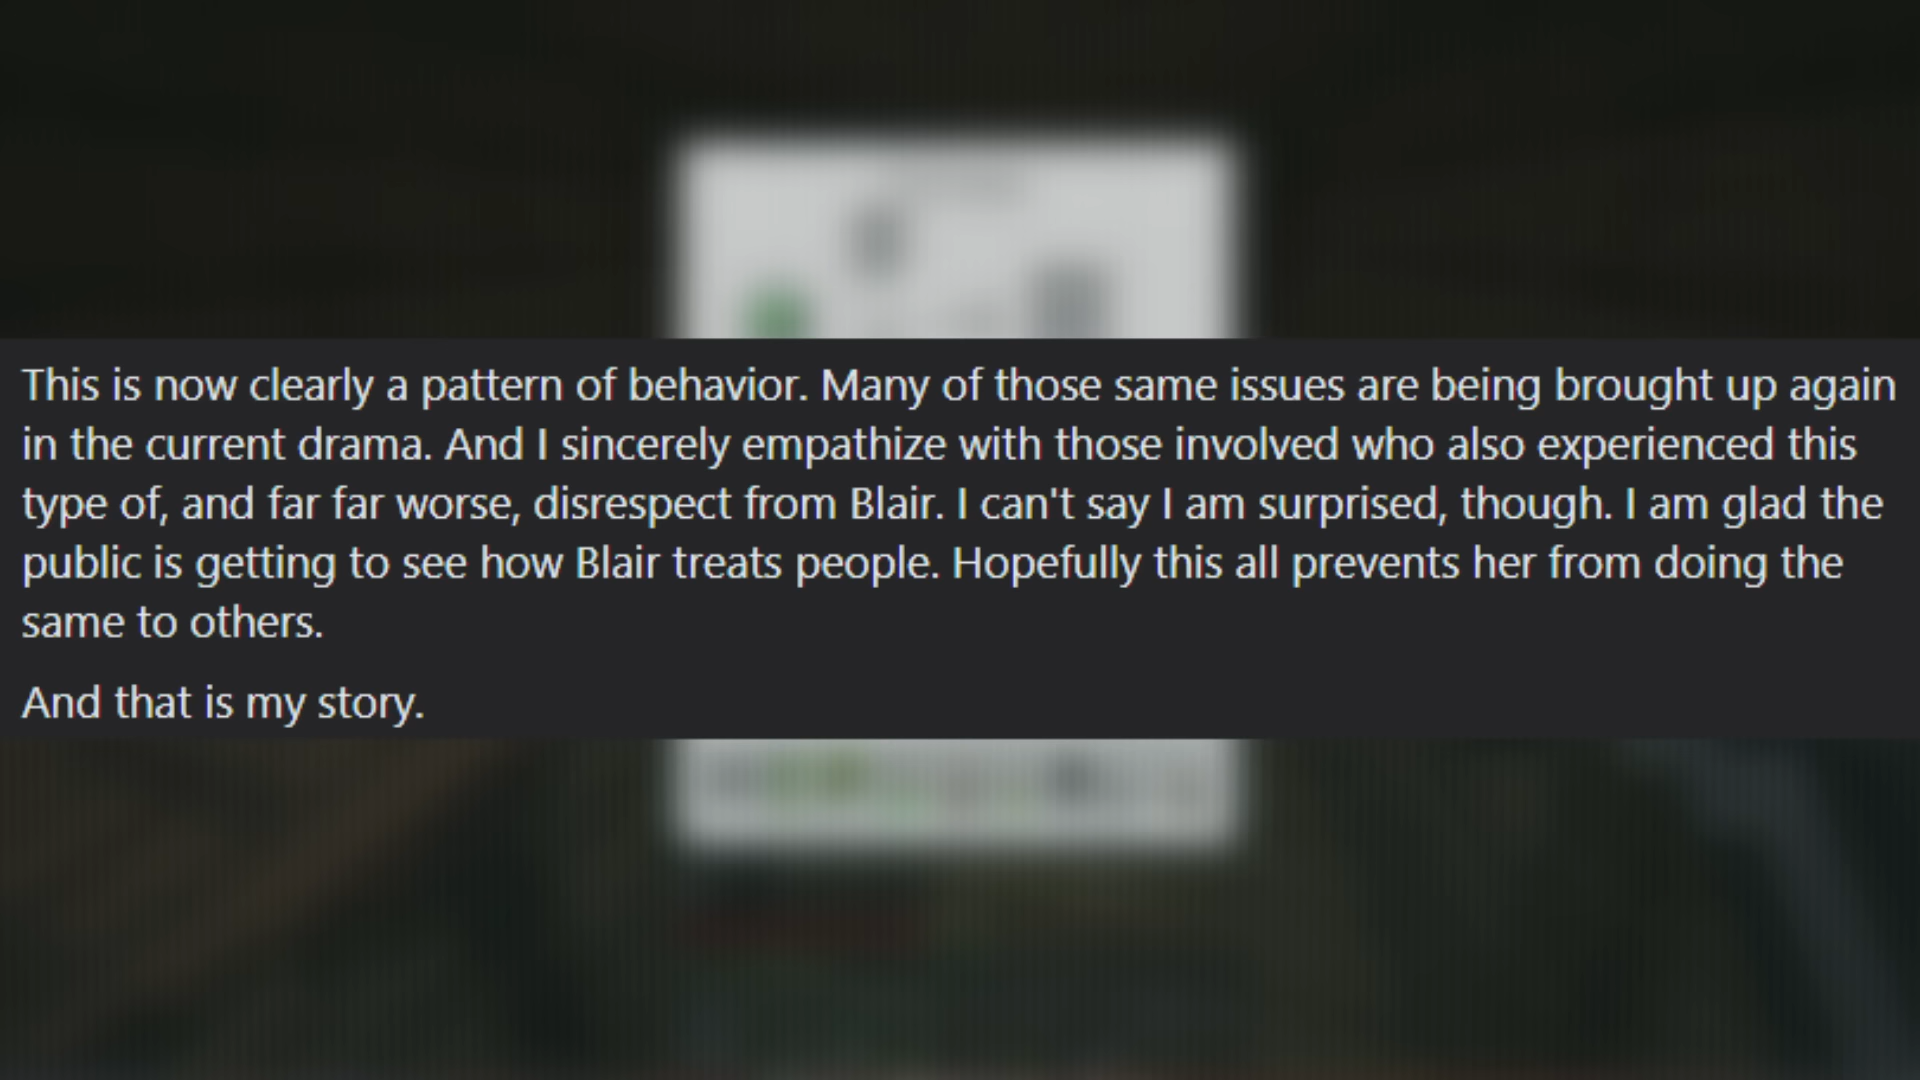 This is now clearly a pattern of behavior. Many of those same issues are being brought up again
in the current drama. And I sincerely empathize with those involved who also experienced this
type of, and far far worse, disrespect from Blair. I can't say I am surprised, though. I am glad the
public is getting to see how Blair treats people. Hopefully this all prevents her from doing the
same to others.
And that is my story.